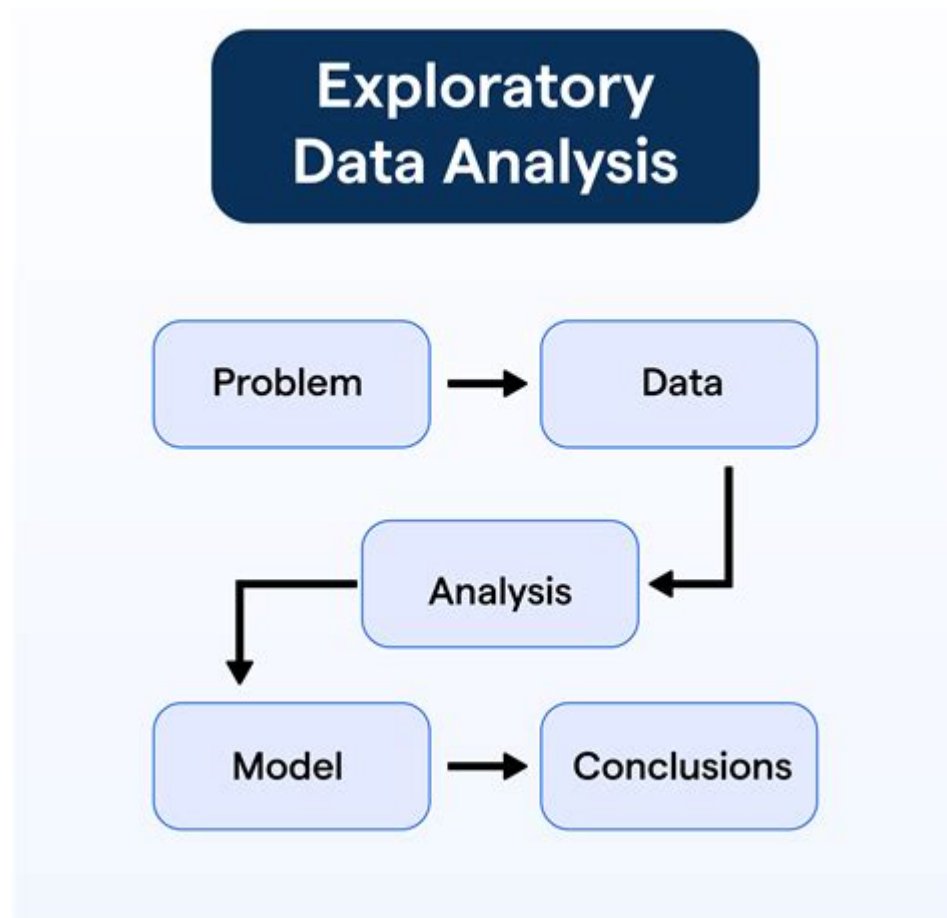 Exploratory
Data Analysis
Problem
Data
Analysis
Model
Conclusions